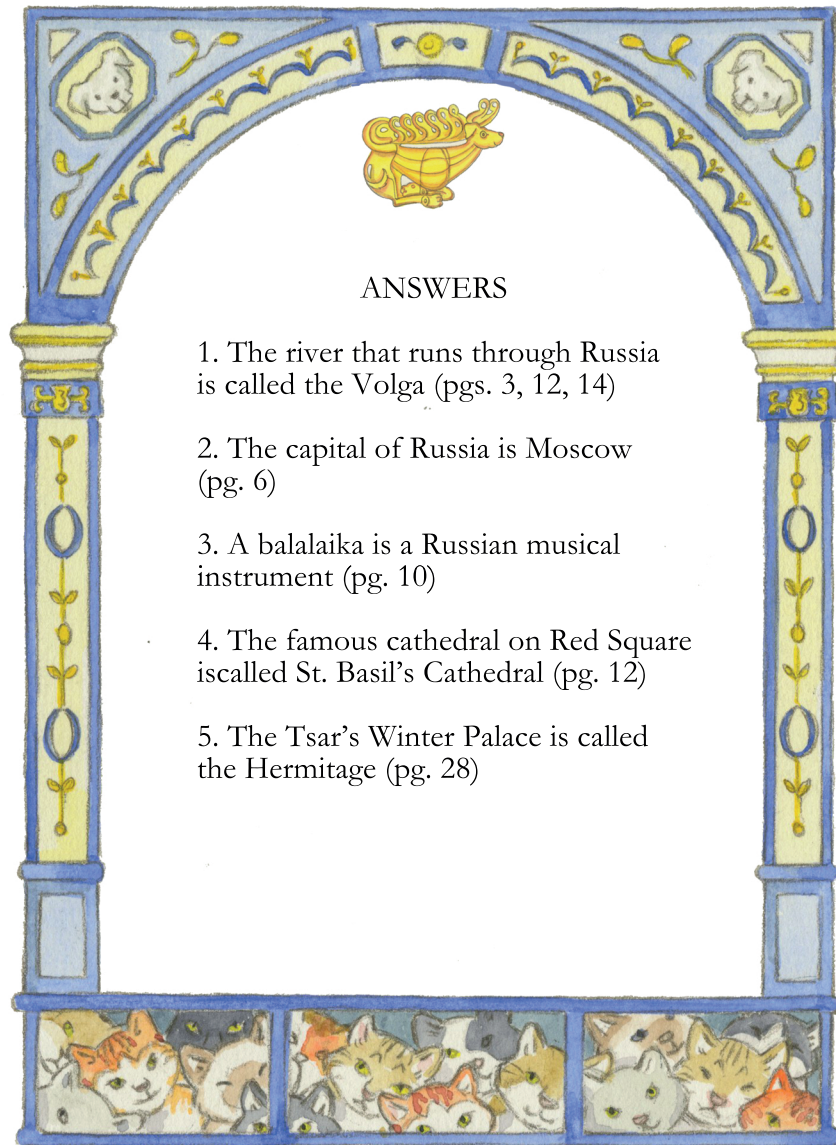 ANSWERS
1. The river that runs through Russia
is called the Volga (pgs. 3, 12, 14)
2. The capital of Russia is Moscow
(pg. 6)
3. A balalaika is a Russian musical
instrument (pg. 10)
4. The famous cathedral on Red Square
iscalled St. Basil’s Cathedral (pg. 12)
5. The Tsar’s Winter Palace is called
the Hermitage (pg. 28)